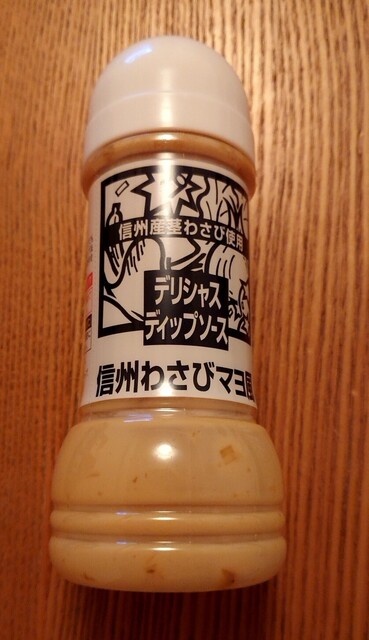 信州産茎わさび使用
デリシャス
ディップソース
信州わさびマヨ風